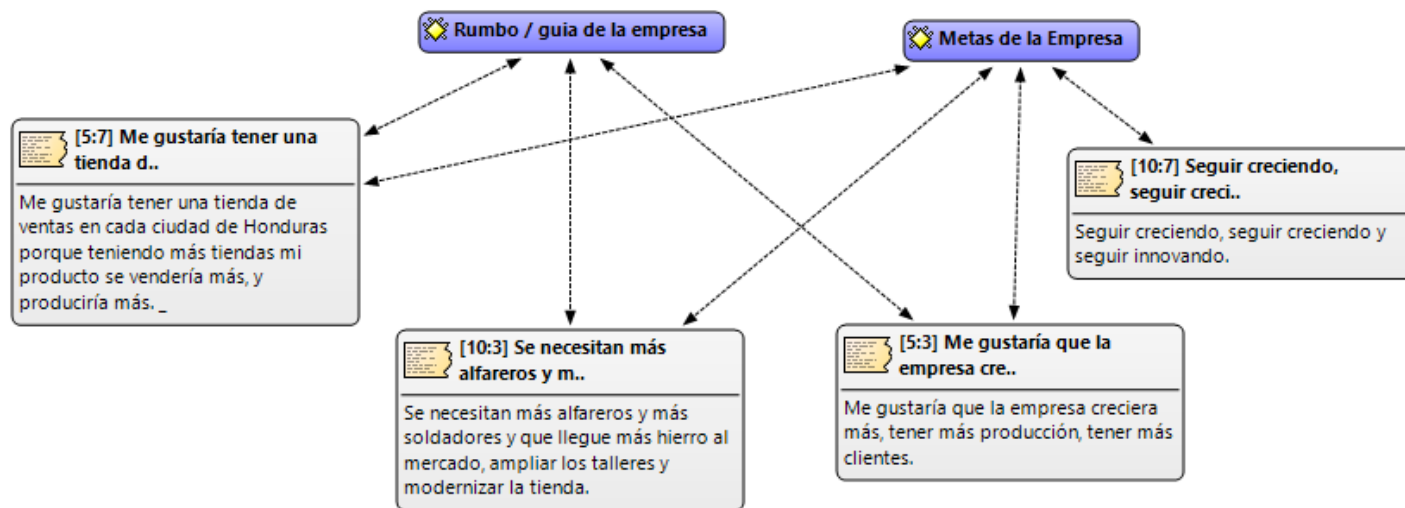 Rumbo / guia de la empresa
Metas de la Empresa
[5:7] Me gustaría tener una
tienda d..
Me gustaría tener una tienda de
ventas en cada ciudad de Honduras
porque teniendo más tiendas mi
producto se vendería más, y
produciría más. _
[10:7] Seguir creciendo,
seguir creci..
Seguir creciendo, seguir creciendo y
seguir innovando.
[10:3] Se necesitan más
alfareros y m..
Se necesitan más alfareros y más
soldadores y que llegue más hierro al
mercado, ampliar los talleres y
modernizar la tienda.
[5:3] Me gustaría que la
empresa cre..
Me gustaría que la empresa creciera
más, tener más producción, tener más
clientes.